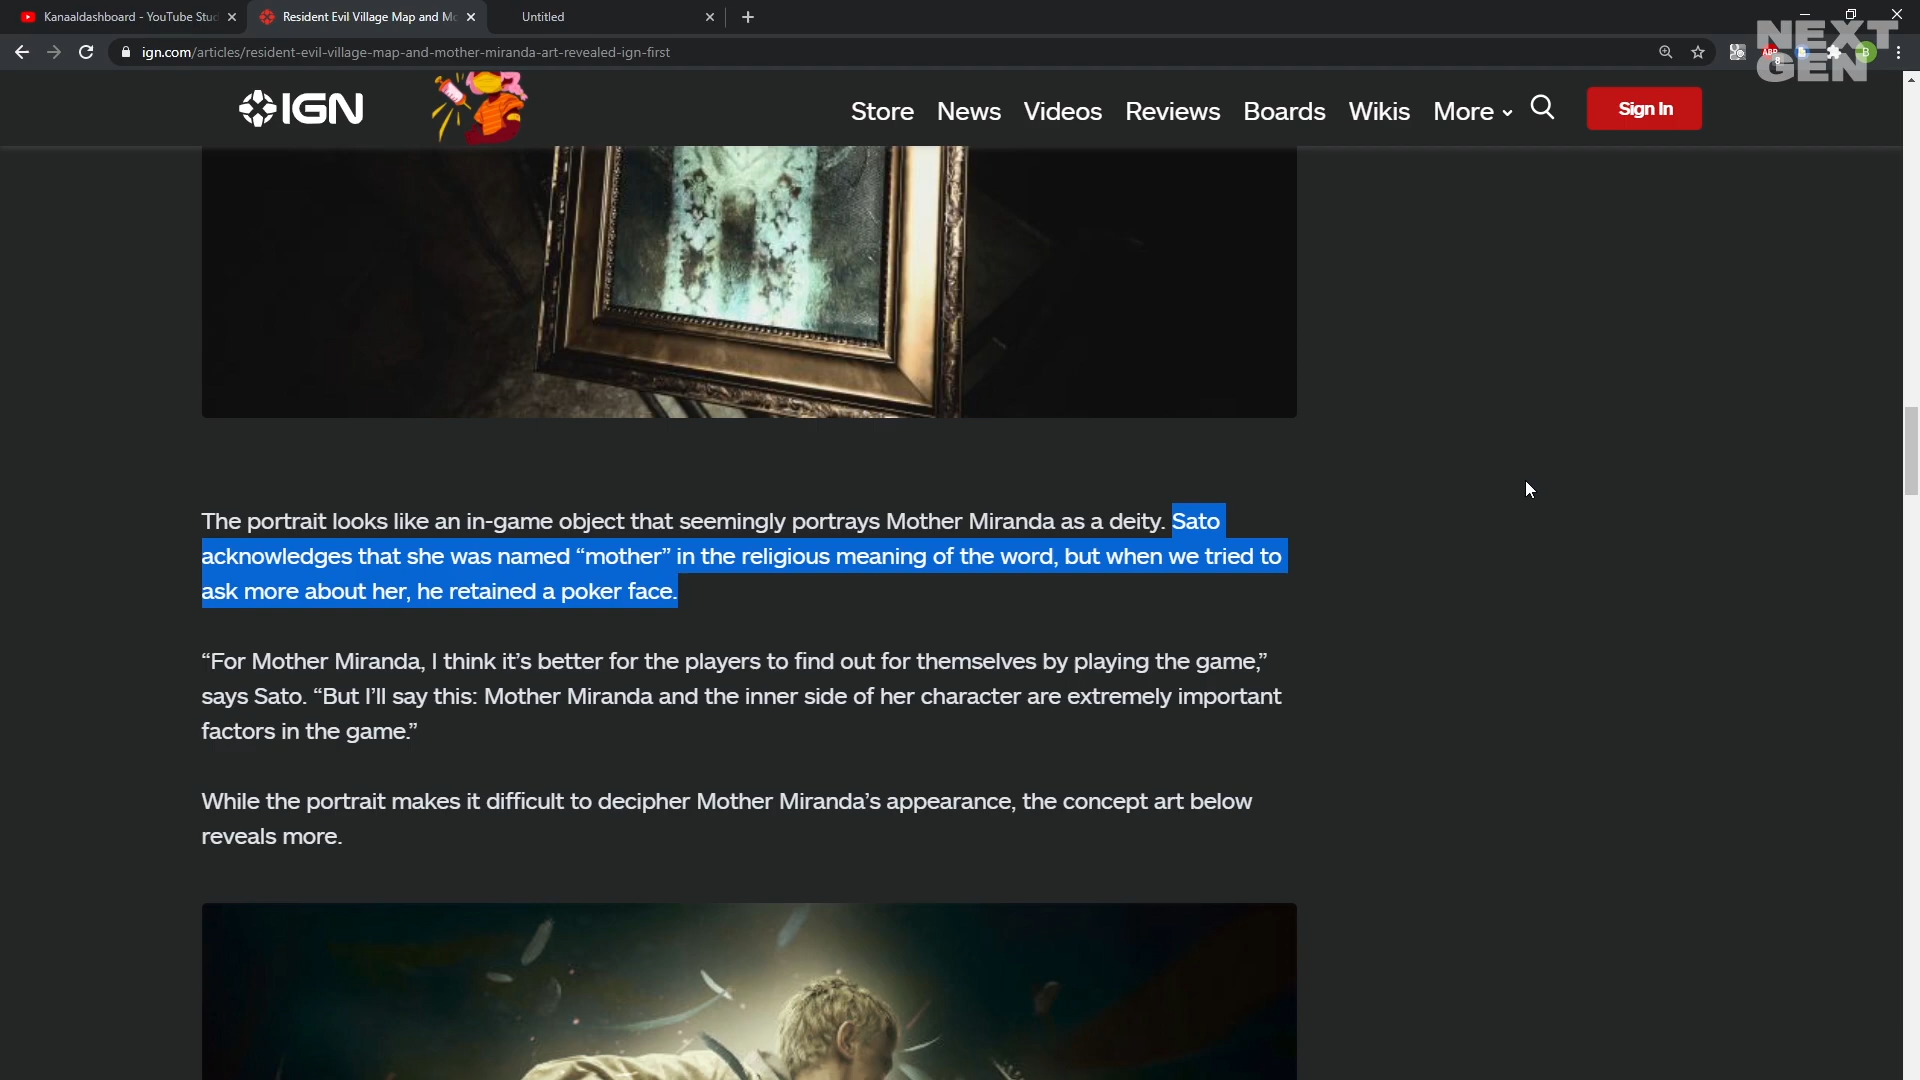 Kanaaldashboard - YouTube Stud
Resident Evil Village Map and Mo
Untitled
ign.com/articles/resident-evil-village-map-and-mother-miranda-art-revealed-ign-first
NEXT
GEN
ABP
8
B
IGN
Store
News
Videos
Reviews
Boards
Wikis
More
Sign In
The portrait looks like an in-game object that seemingly portrays Mother Miranda as a deity. Sato
acknowledges that she was named “mother” in the religious meaning of the word, but when we tried to
ask more about her, he retained a poker face.
“For Mother Miranda, I think it’s better for the players to find out for themselves by playing the game,”
says Sato. “But I’ll say this: Mother Miranda and the inner side of her character are extremely important
factors in the game.”
While the portrait makes it difficult to decipher Mother Miranda’s appearance, the concept art below
reveals more.